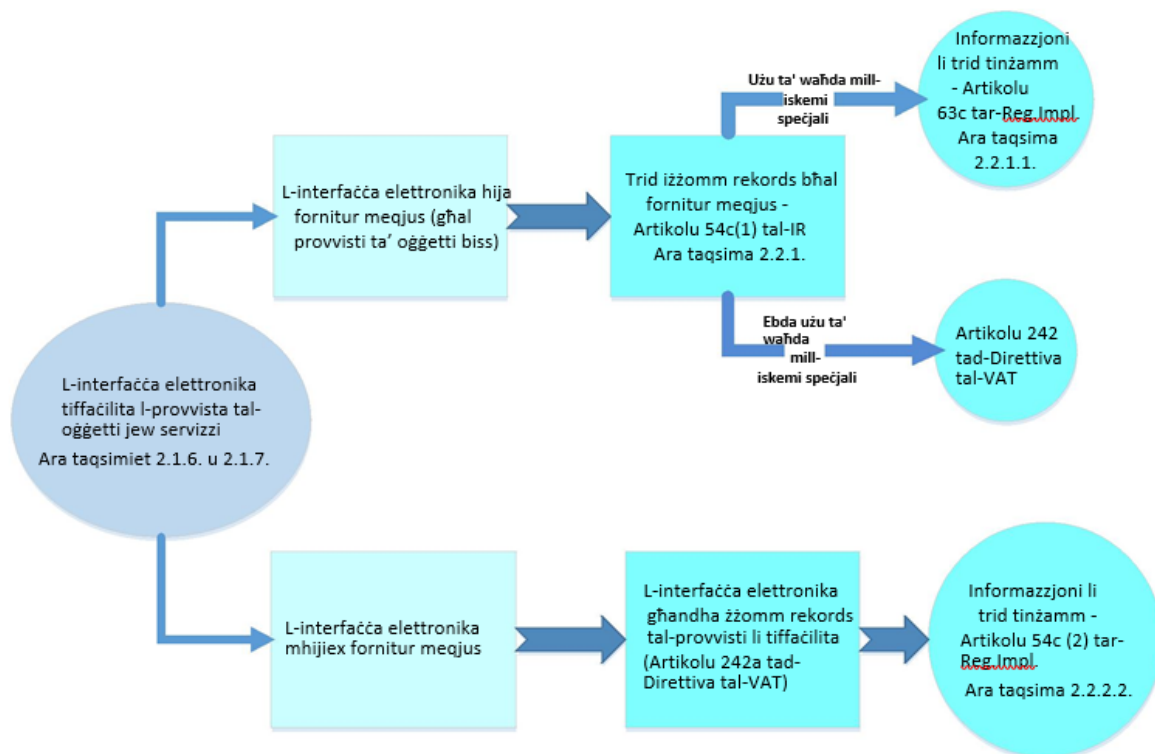 L-interfaċċa elettronika
tiffaċilita l-provvista tal-
oġġetti jew servizzi
Ara taqsimiet 2.1.6. u 2.1.7.
L-interfaċċa elettronika hija
fornitur meqjus (għal
provvisti ta' oġġetti biss)
Trid iżżomm rekords bħal
fornitur meqjus -
Artikolu 54c(1) tal-IR
Ara taqsima 2.2.1.
Użu ta' waħda mill-
iskemi speċjali
Informazzjoni
li trid tinżamm
- Artikolu
63c tar-Reg.Impl.
Ara taqsima
2.2.1.1.
Ebda użu ta'
waħda
mill-
iskemi speċjali
Artikolu 242
tad-Direttiva
tal-VAT
L-interfaċċa elettronika
mhijiex fornitur meqjus
L-interfaċċa elettronika
għandha żżomm rekords
tal-provvisti li tiffaċilita
(Artikolu 242a tad-
Direttiva tal-VAT)
Informazzjoni li
trid tinżamm -
Artikolu 54c (2) tar-
Reg.Impl.
Ara taqsima 2.2.2.2.